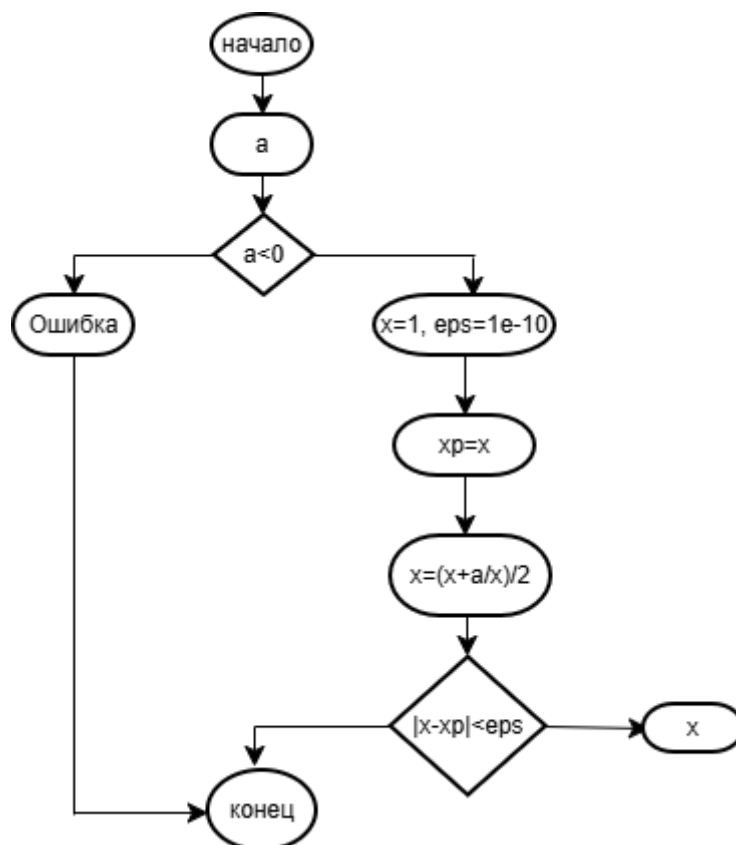 начало
a
a<0
Ошибка
x=1, eps=1e-10
xp=x
x=(x+a/x)/2
|x-xp|<eps
x
конец